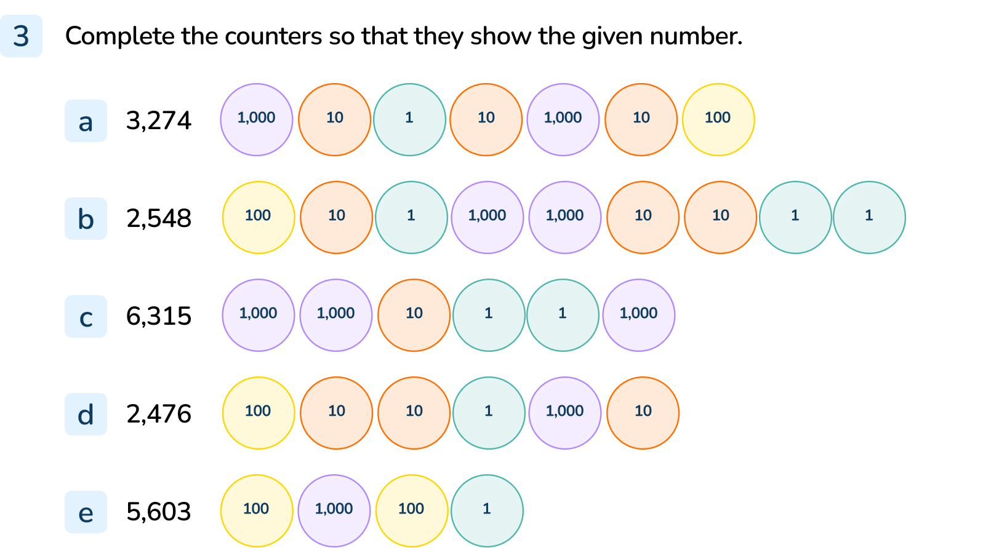 3 Complete the counters so that they show the given number.
a 3,274 1,000 10 1 10 1,000 10 100
b 2,548 100 10 1 1,000 1,000 10 10 1 1
c 6,315 1,000 1,000 10 1 1 1,000
d 2,476 100 10 10 1 1,000 10
e 5,603 100 1,000 100 1